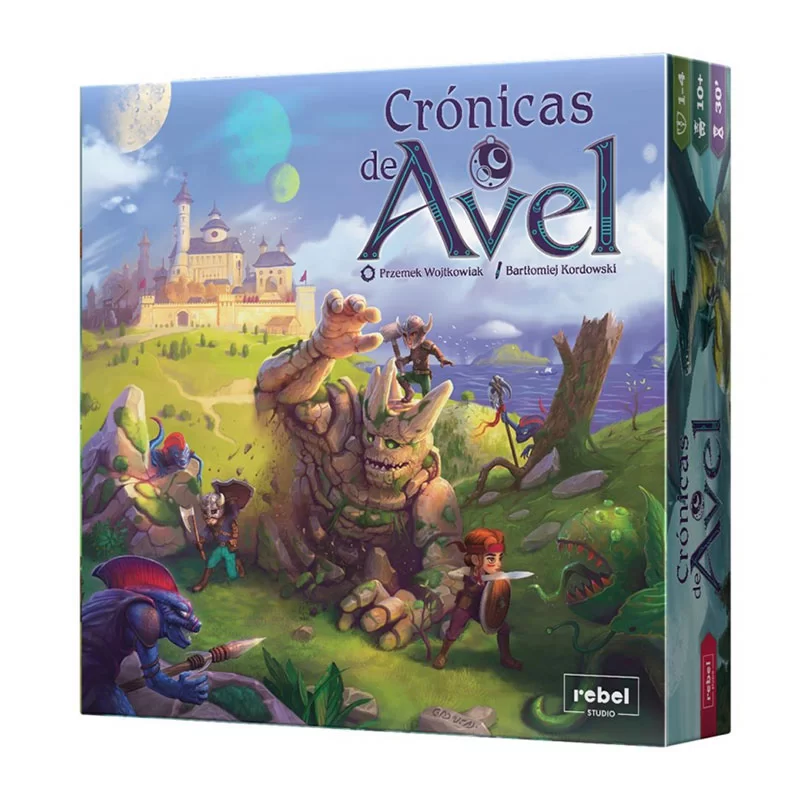 Crónicas
de Avel
Przemek Wojtkowiak / Bartłomiej Kordowski
rebel
STUDIO
1-4
10+
30'
Crónicas
de Avel
rebel